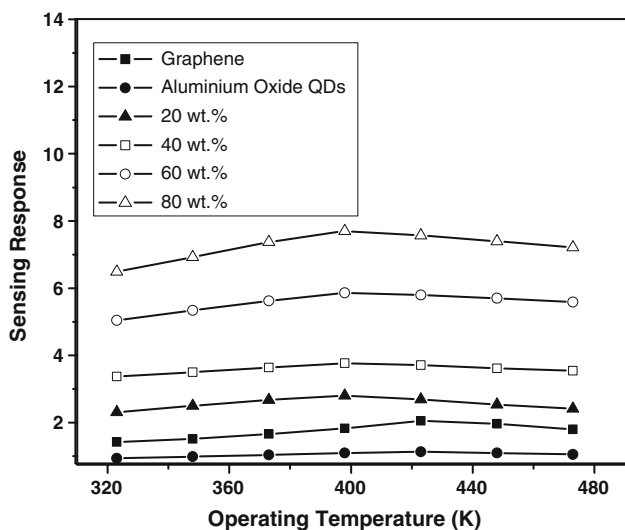 14
12
10
8
6
4
2
Sensing Response
Graphene
Aluminium Oxide QDs
20 wt.%
40 wt.%
60 wt.%
80 wt.%
320
360
400
440
480
Operating Temperature (K)